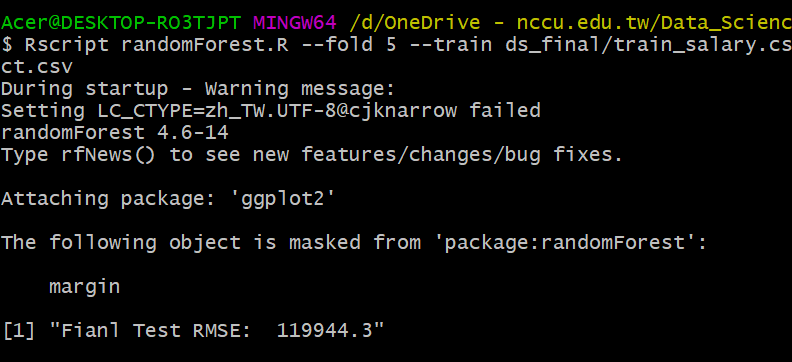 Acer@DESKTOP-RO3TJPT MINGW64 /d/OneDrive - nccu.edu.tw/Data_Scienc
$ Rscript randomForest.R --fold 5 --train ds_final/train_salary.cs
ct.csv
During startup - Warning message:
Setting LC_CTYPE=zh_TW.UTF-8@cjknarrow failed
randomForest 4.6-14
Type rfNews() to see new features/changes/bug fixes.
Attaching package: 'ggplot2'
The following object is masked from 'package:randomForest':
margin
[1] "Fianl Test RMSE:  119944.3"